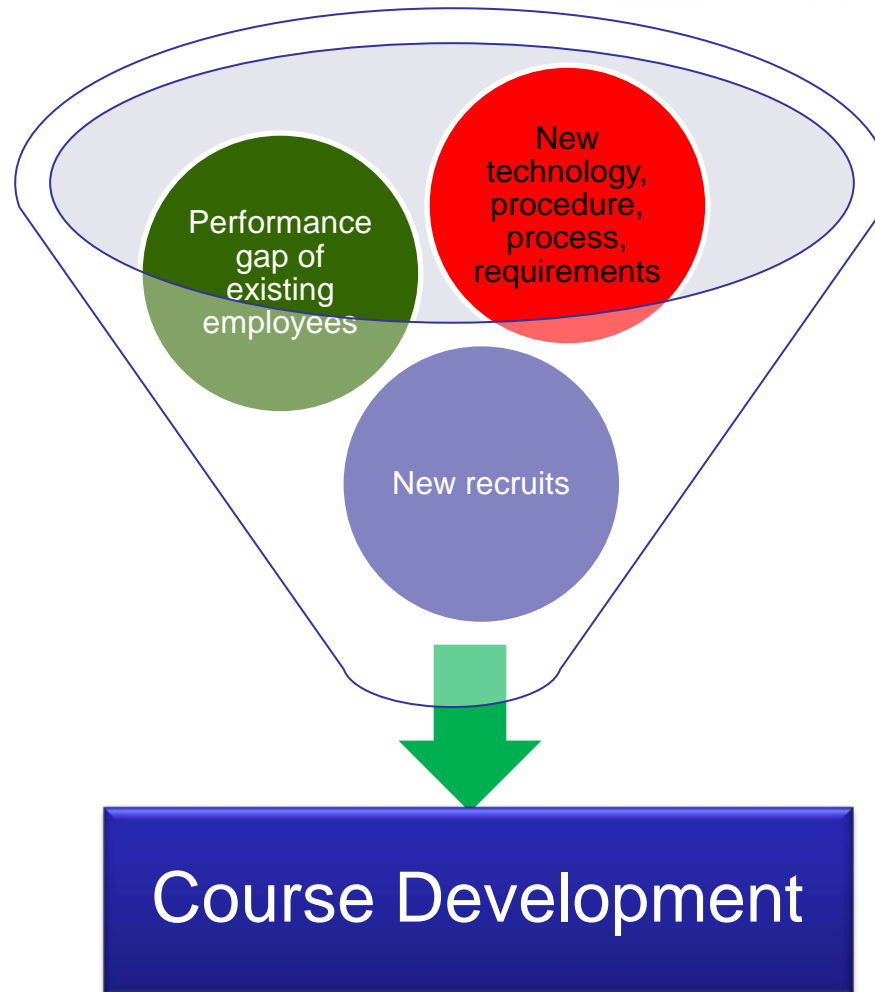 Performance
gap of
existing
employees
New
technology,
procedure,
process,
requirements
New recruits
Course Development